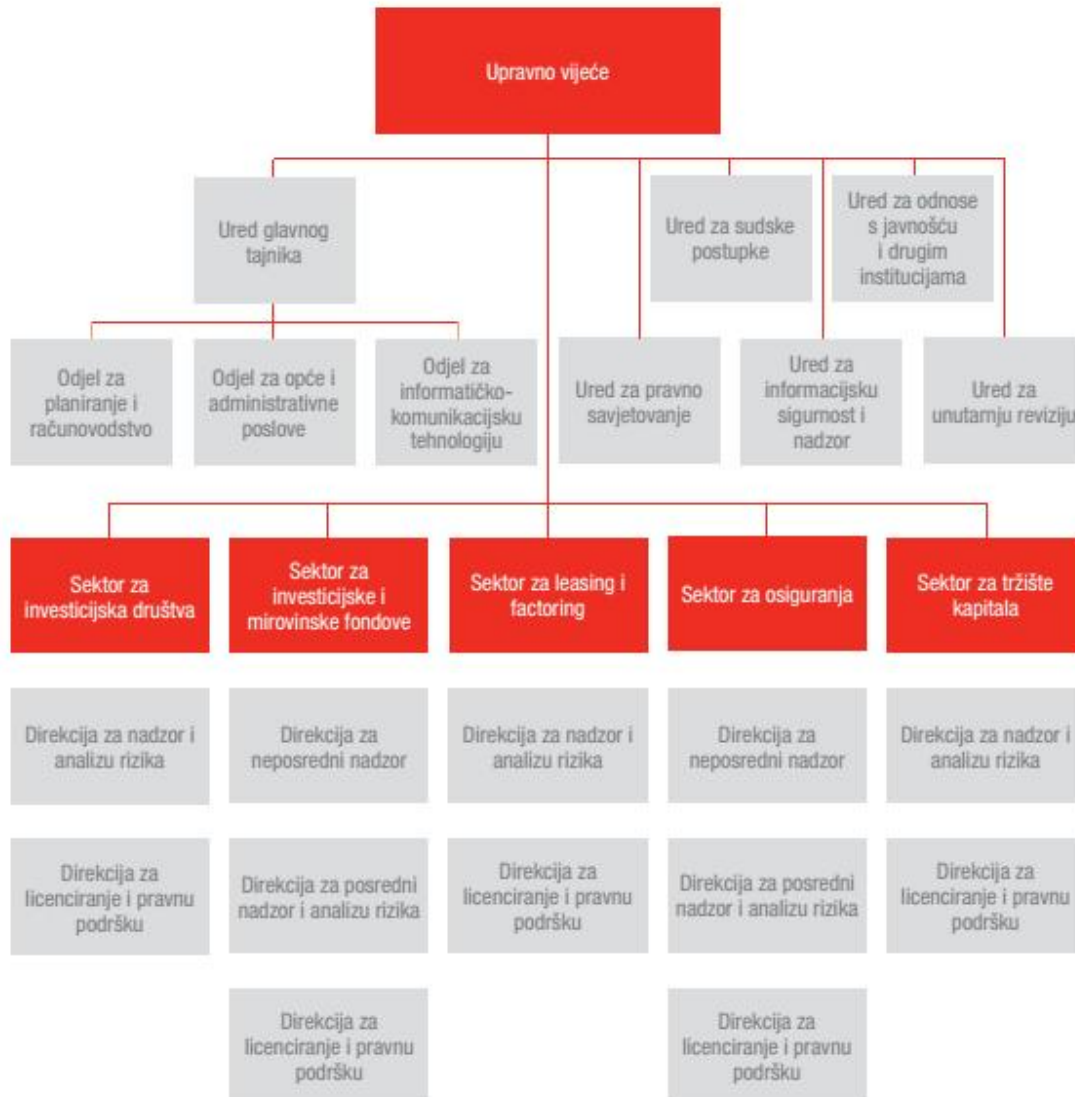 Upravno vijeće
Ured glavnog
tajnika
Ured za sudske
postupke
Ured za odnose
s javnošću
i drugim
institucijama
Odjel za
planiranje i
računovodstvo
Odjel za opće i
administrativne
poslove
Odjel za
informatičko-
komunikacijsku
tehnologiju
Ured za pravno
savjetovanje
Ured za
informacijsku
sigurnost i
nadzor
Ured za
unutarnju reviziju
Sektor za
investicijska društva
Sektor za
investicijske i
mirovinske fondove
Sektor za leasing i
factoring
Sektor za osiguranja
Sektor za tržište
kapitala
Direkcija za nadzor i
analizu rizika
Direkcija za
neposredni nadzor
Direkcija za nadzor i
analizu rizika
Direkcija za
neposredni nadzor
Direkcija za nadzor i
analizu rizika
Direkcija za
licenciranje i pravnu
podršku
Direkcija za posredni
nadzor i analizu rizika
Direkcija za
licenciranje i pravnu
podršku
Direkcija za posredni
nadzor i analizu rizika
Direkcija za
licenciranje i pravnu
podršku
Direkcija za
licenciranje i pravnu
podršku
Direkcija za
licenciranje i pravnu
podršku